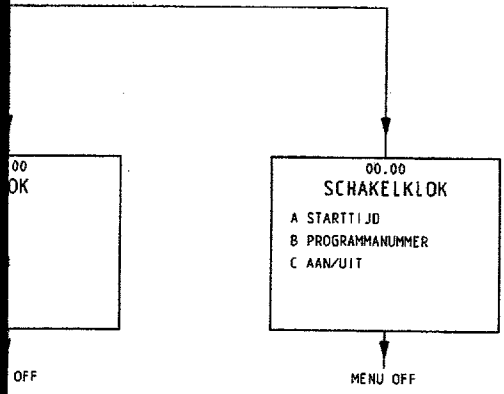 00
OK
OFF
00.00
SCHAKELKLOK
A STARTTIJD
B PROGRAMMANUMMER
C AAN/UIT
MENU OFF